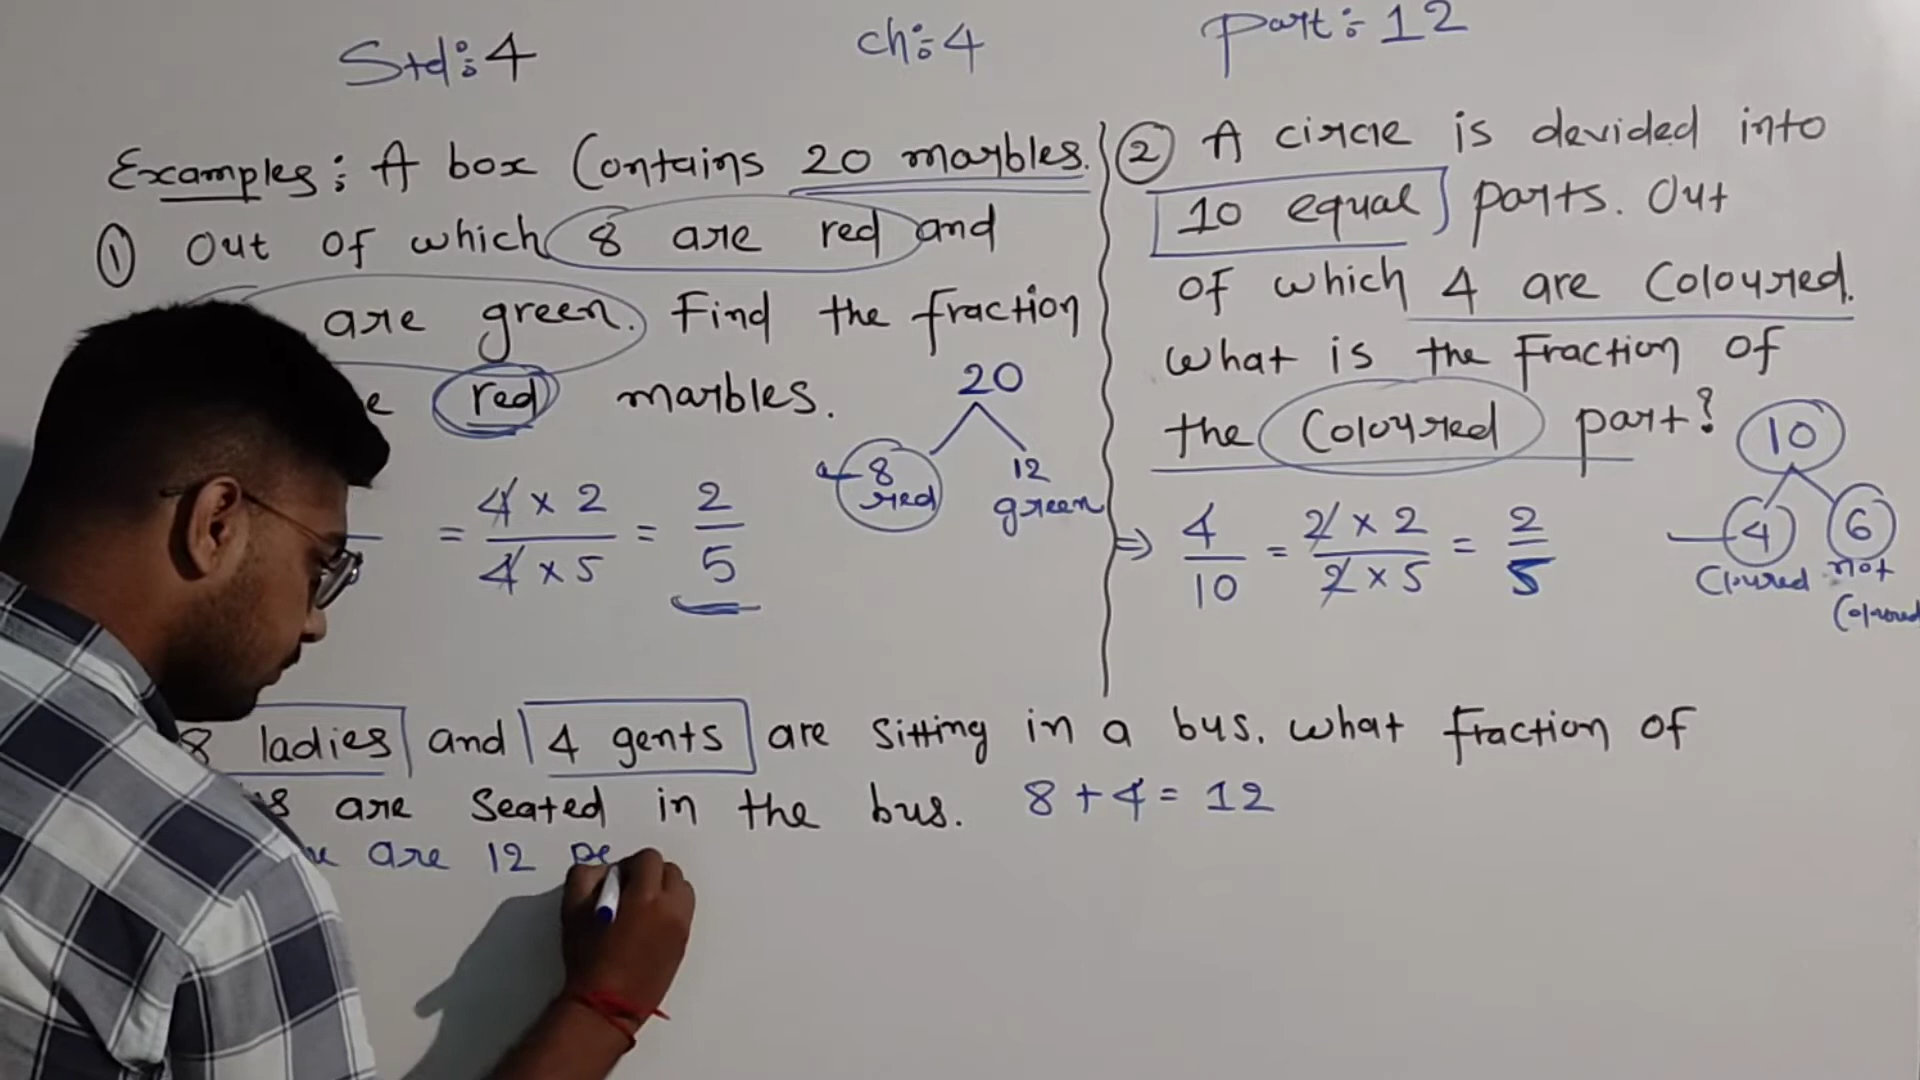 Std:- 4 ch:- 4 part:- 12
Examples:- A box Contains 20 marbles.
① Out of which 8 are red and
are green. Find the fraction
red marbles.
20
8 red 12 green
= 4 x 2 / 4 x 5 = 2 / 5
② A circle is devided into
10 equal parts. Out
of which 4 are Coloured.
What is the Fraction of
the Coloured part?
10
4 6
Cloured not
⇒ 4 / 10 = 2 x 2 / 2 x 5 = 2 / 5
8 ladies and 4 gents are sitting in a bus. what fraction of
are seated in the bus. 8 + 4 = 12
are 12 pe